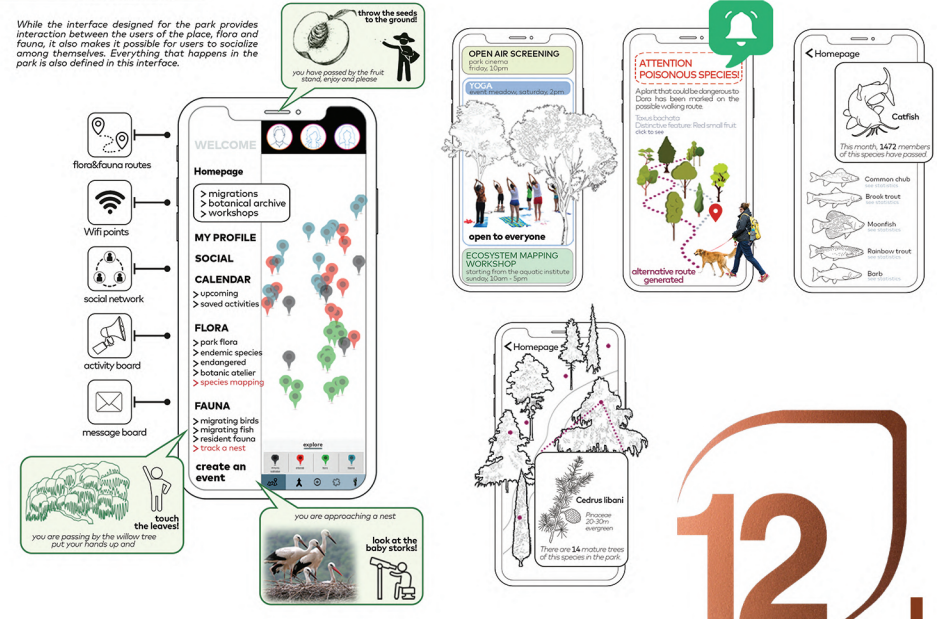 While the interface designed for the park provides
interaction between the users of the place, flora and
fauna, it also makes it possible for users to socialize
among themselves. Everything that happens in the
park is also defined in this interface.
throw the seeds
to the ground!
you have passed by the fruit
stand, enjoy and please
flora&fauna routes
Wifi points
social network
activity board
message board
WELCOME
Homepage
> migrations
> botanical archive
> workshops
MY PROFILE
SOCIAL
CALENDAR
> upcoming
> saved activities
FLORA
> park flora
> endemic species
> endangered
> botanic atelier
> species mapping
FAUNA
> migrating birds
> migrating fish
> resident fauna
> track a nest
create an
event
explore
touch
the leaves!
you are passing by the willow tree
put your hands up and
you are approaching a nest
look at the
baby storks!
OPEN AIR SCREENING
park cinema
friday, 10pm
YOGA
event meadow, saturday, 2pm
open to everyone
ECOSYSTEM MAPPING
WORKSHOP
starting from the aquatic institute
sunday, 10am - 5pm
ATTENTION
POISONOUS SPECIES!
A plant that could be dangerous to
Dora has been marked on the
possible walking route.
Taxus bachata
Distinctive feature: Red small fruit
click to see
alternative route
generated
< Homepage
Catfish
This month, 1472 members
of this species have passed.
Common chub
see statistics
Brook trout
see statistics
Moonfish
see statistics
Rainbow trout
see statistics
Barb
see statistics
< Homepage
Cedrus libani
Pinaceae
20-30m
evergreen
There are 14 mature trees
of this species in the park.
12